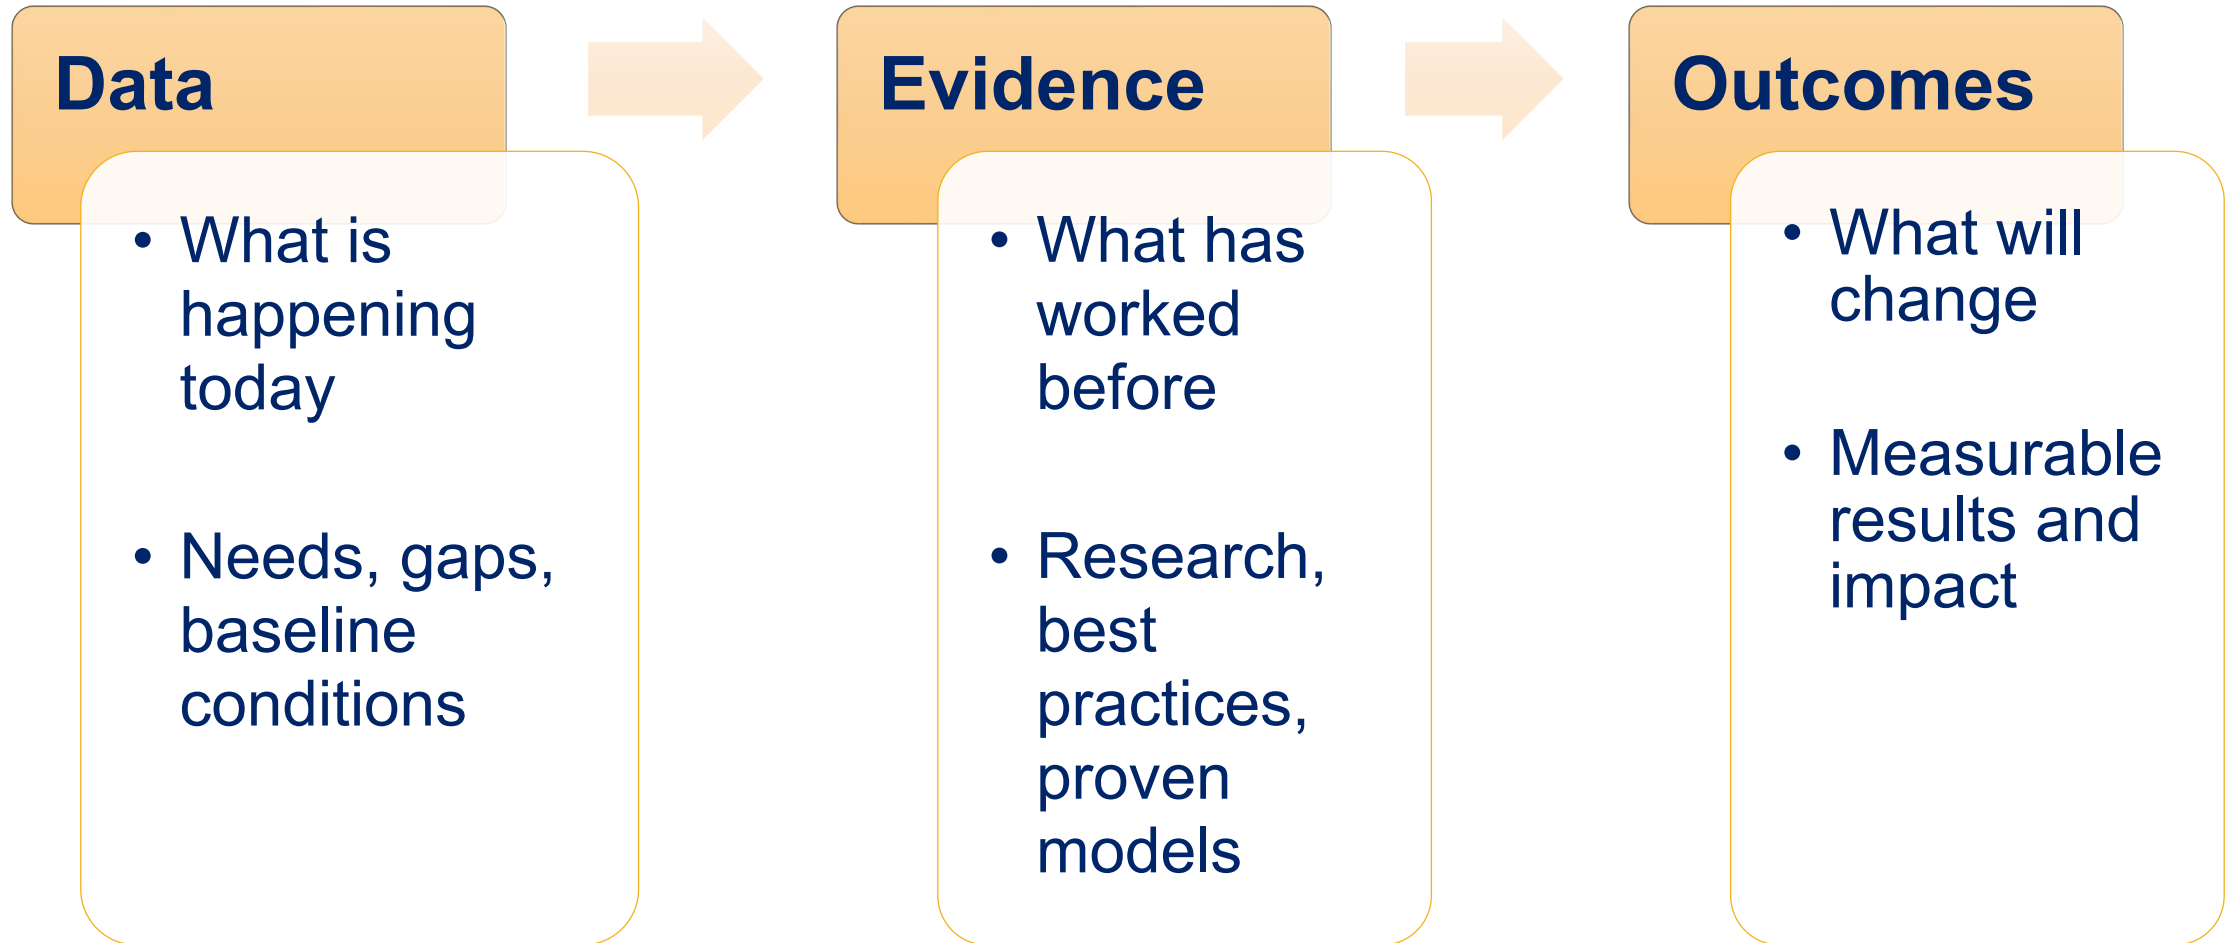 Data
• What is
happening
today
• Needs, gaps,
baseline
conditions
Evidence
• What has
worked
before
• Research,
best
practices,
proven
models
Outcomes
• What will
change
• Measurable
results and
impact